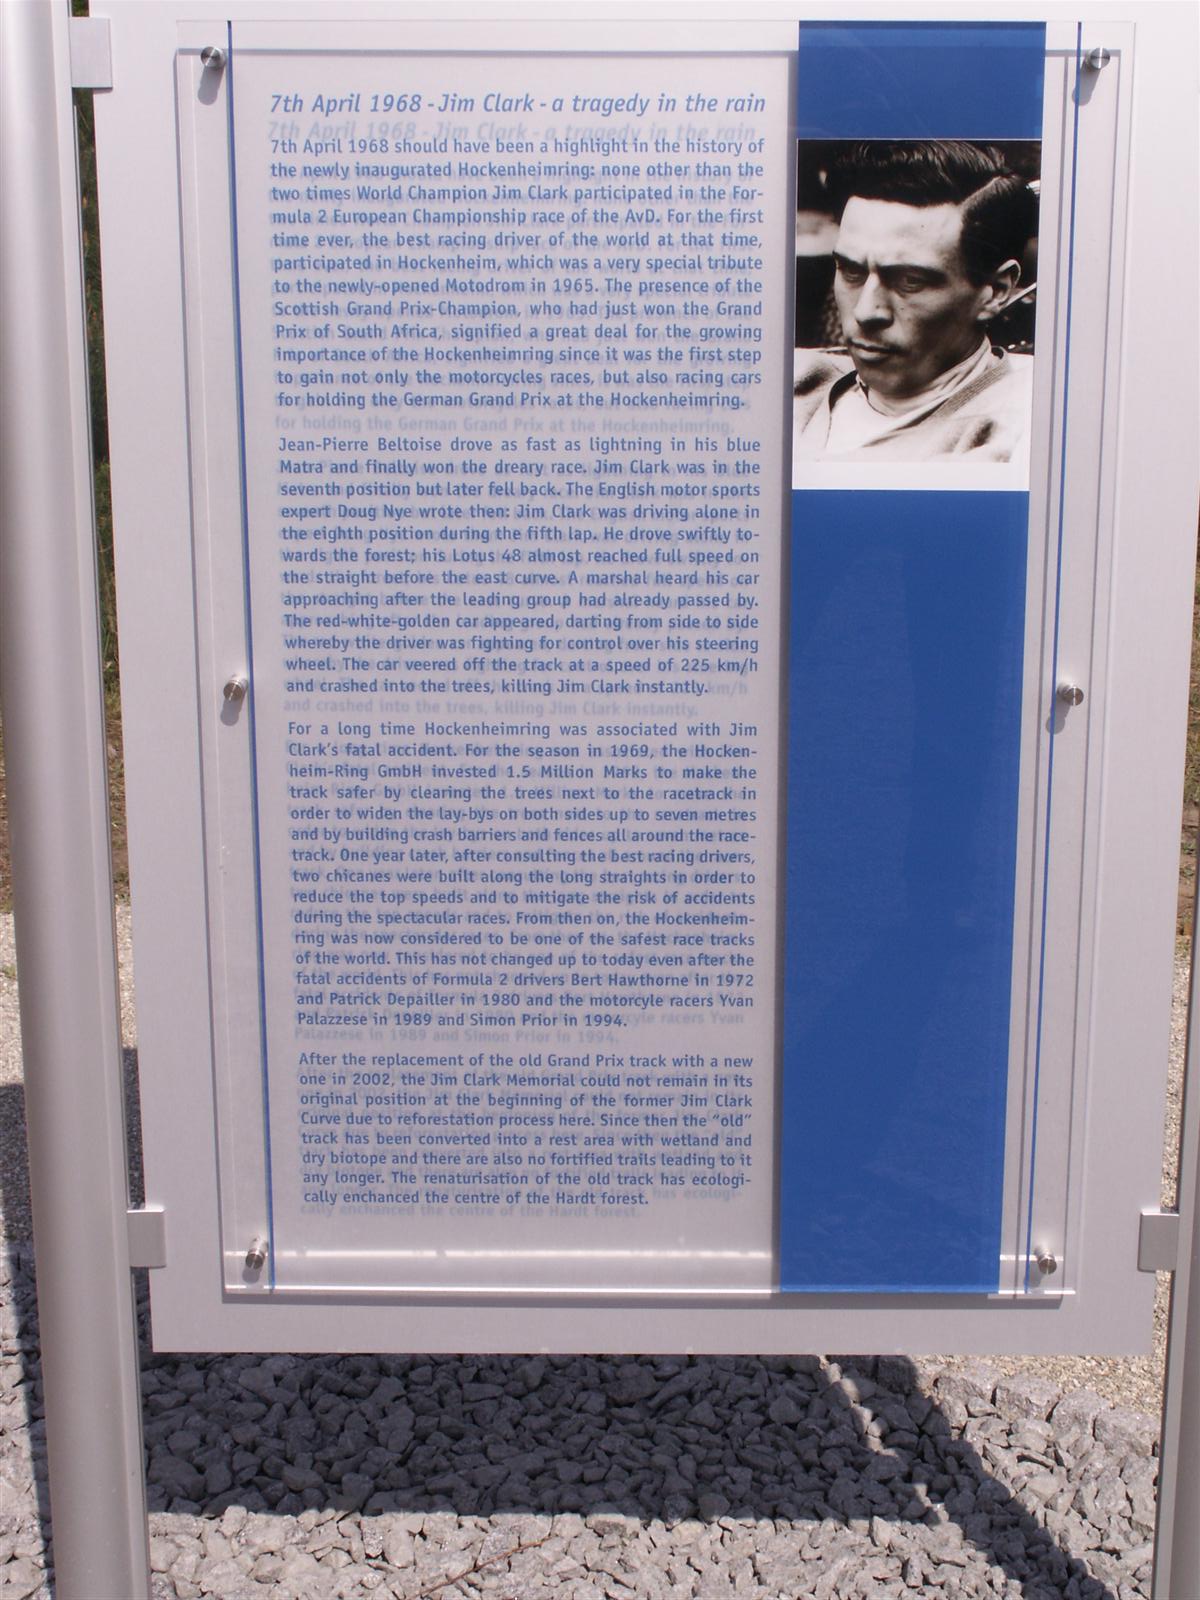 7th April 1968 - Jim Clark - a tragedy in the rain
7th April 1968 should have been a highlight in the history of
the newly inaugurated Hockenheimring: none other than the
two times World Champion Jim Clark participated in the For-
mula 2 European Championship race of the AvD. For the first
time ever, the best racing driver of the world at that time,
participated in Hockenheim, which was a very special tribute
to the newly-opened Motodrom in 1965. The presence of the
Scottish Grand Prix-Champion, who had just won the Grand
Prix of South Africa, signified a great deal for the growing
importance of the Hockenheimring since it was the first step
to gain not only the motorcycles races, but also racing cars
for holding the German Grand Prix at the Hockenheimring.
Jean-Pierre Beltoise drove as fast as lightning in his blue
Matra and finally won the dreary race. Jim Clark was in the
seventh position but later fell back. The English motor sports
expert Doug Nye wrote then: Jim Clark was driving alone in
the eighth position during the fifth lap. He drove swiftly to-
wards the forest; his Lotus 48 almost reached full speed on
the straight before the east curve. A marshal heard his car
approaching after the leading group had already passed by.
The red-white-golden car appeared, darting from side to side
whereby the driver was fighting for control over his steering
wheel. The car veered off the track at a speed of 225 km/h
and crashed into the trees, killing Jim Clark instantly.
For a long time Hockenheimring was associated with Jim
Clark's fatal accident. For the season in 1969, the Hocken-
heim-Ring GmbH invested 1.5 Million Marks to make the
track safer by clearing the trees next to the racetrack in
order to widen the lay-bys on both sides up to seven metres
and by building crash barriers and fences all around the race-
track. One year later, after consulting the best racing drivers,
two chicanes were built along the long straights in order to
reduce the top speeds and to mitigate the risk of accidents
during the spectacular races. From then on, the Hockenheim-
ring was now considered to be one of the safest race tracks
of the world. This has not changed up to today even after the
fatal accidents of Formula 2 drivers Bert Hawthorne in 1972
and Patrick Depailler in 1980 and the motorcyle racers Yvan
Palazzese in 1989 and Simon Prior in 1994.
After the replacement of the old Grand Prix track with a new
one in 2002, the Jim Clark Memorial could not remain in its
original position at the beginning of the former Jim Clark
Curve due to reforestation process here. Since then the "old"
track has been converted into a rest area with wetland and
dry biotope and there are also no fortified trails leading to it
any longer. The renaturisation of the old track has ecologi-
cally enchanced the centre of the Hardt forest.